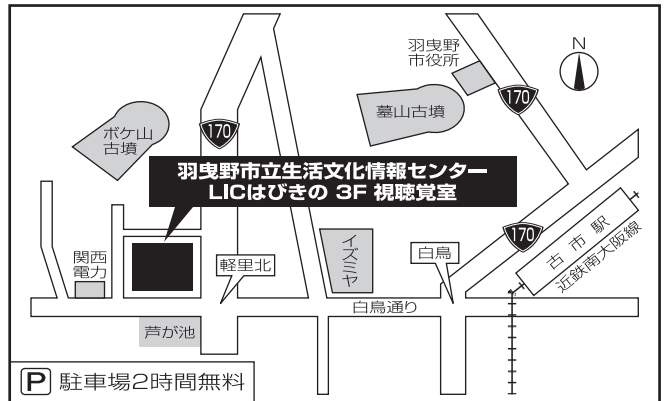 羽曳野
市役所
N
170
墓山古墳
ボケ山
古墳
170
羽曳野市立生活文化情報センター
LICはびきの 3F 視聴覚室
170
古市駅
近鉄南大阪線
イズミヤ
白鳥
軽里北
関西
電力
白鳥通り
芦が池
P 駐車場2時間無料